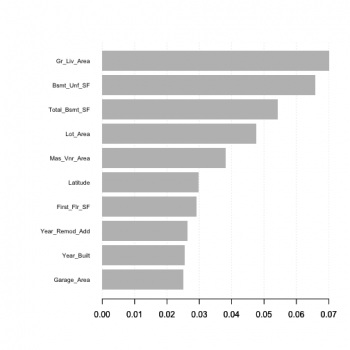 Gr_Liv_Area
Bsmt_Unf_SF
Total_Bsmt_SF
Lot_Area
Mas_Vnr_Area
Latitude
First_Flr_SF
Year_Remod_Add
Year_Built
Garage_Area
0.00 0.01 0.02 0.03 0.04 0.05 0.06 0.07